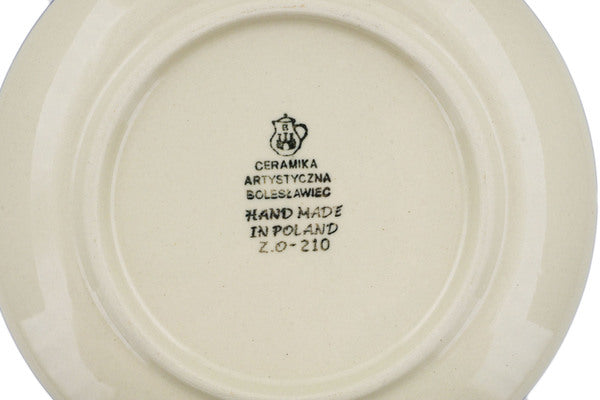 B
CERAMIKA
ARTYSTYCZNA
BOLESŁAWIEC
HAND MADE
IN POLAND
Z.O-210